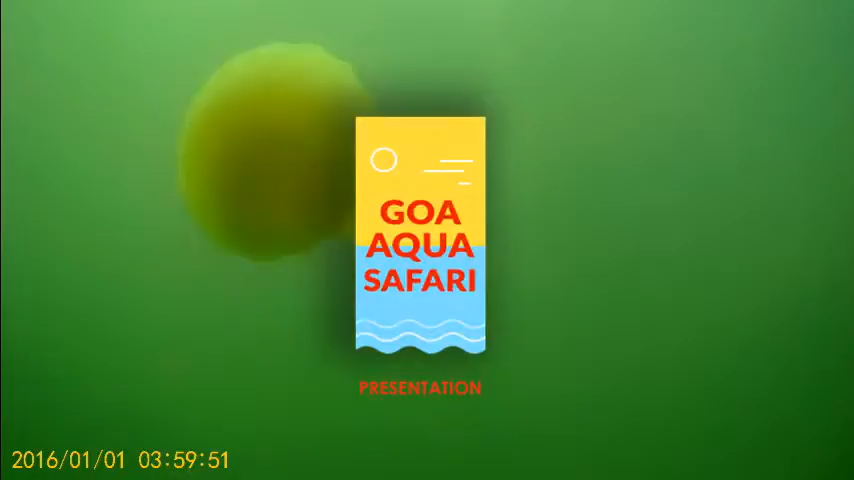 GOA
AQUA
SAFARI
PRESENTATION
2016/01/01 03:59:51